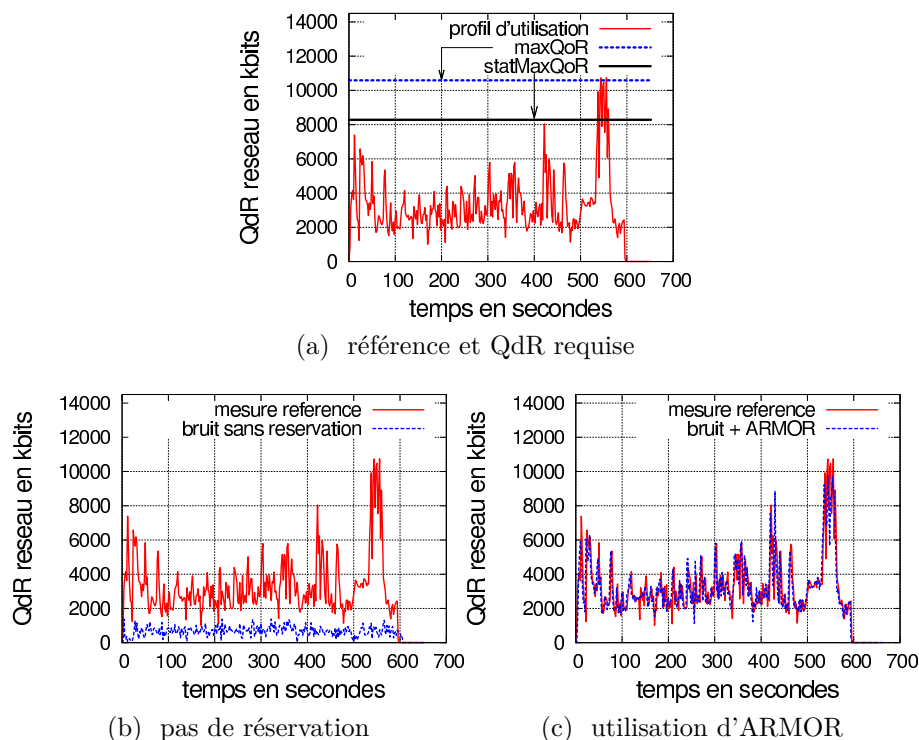 QdR reseau en kbits
14000
12000
10000
8000
6000
4000
2000
0
profil d'utilisation
maxQoR
statMaxQoR
0 100 200 300 400 500 600 700
temps en secondes
(a) référence et QdR requise
QdR reseau en kbits
14000
12000
10000
8000
6000
4000
2000
0
mesure reference
bruit sans reservation
0 100 200 300 400 500 600 700
temps en secondes
(b) pas de réservation
QdR reseau en kbits
14000
12000
10000
8000
6000
4000
2000
0
mesure reference
bruit + ARMOR
0 100 200 300 400 500 600 700
temps en secondes
(c) utilisation d'ARMOR